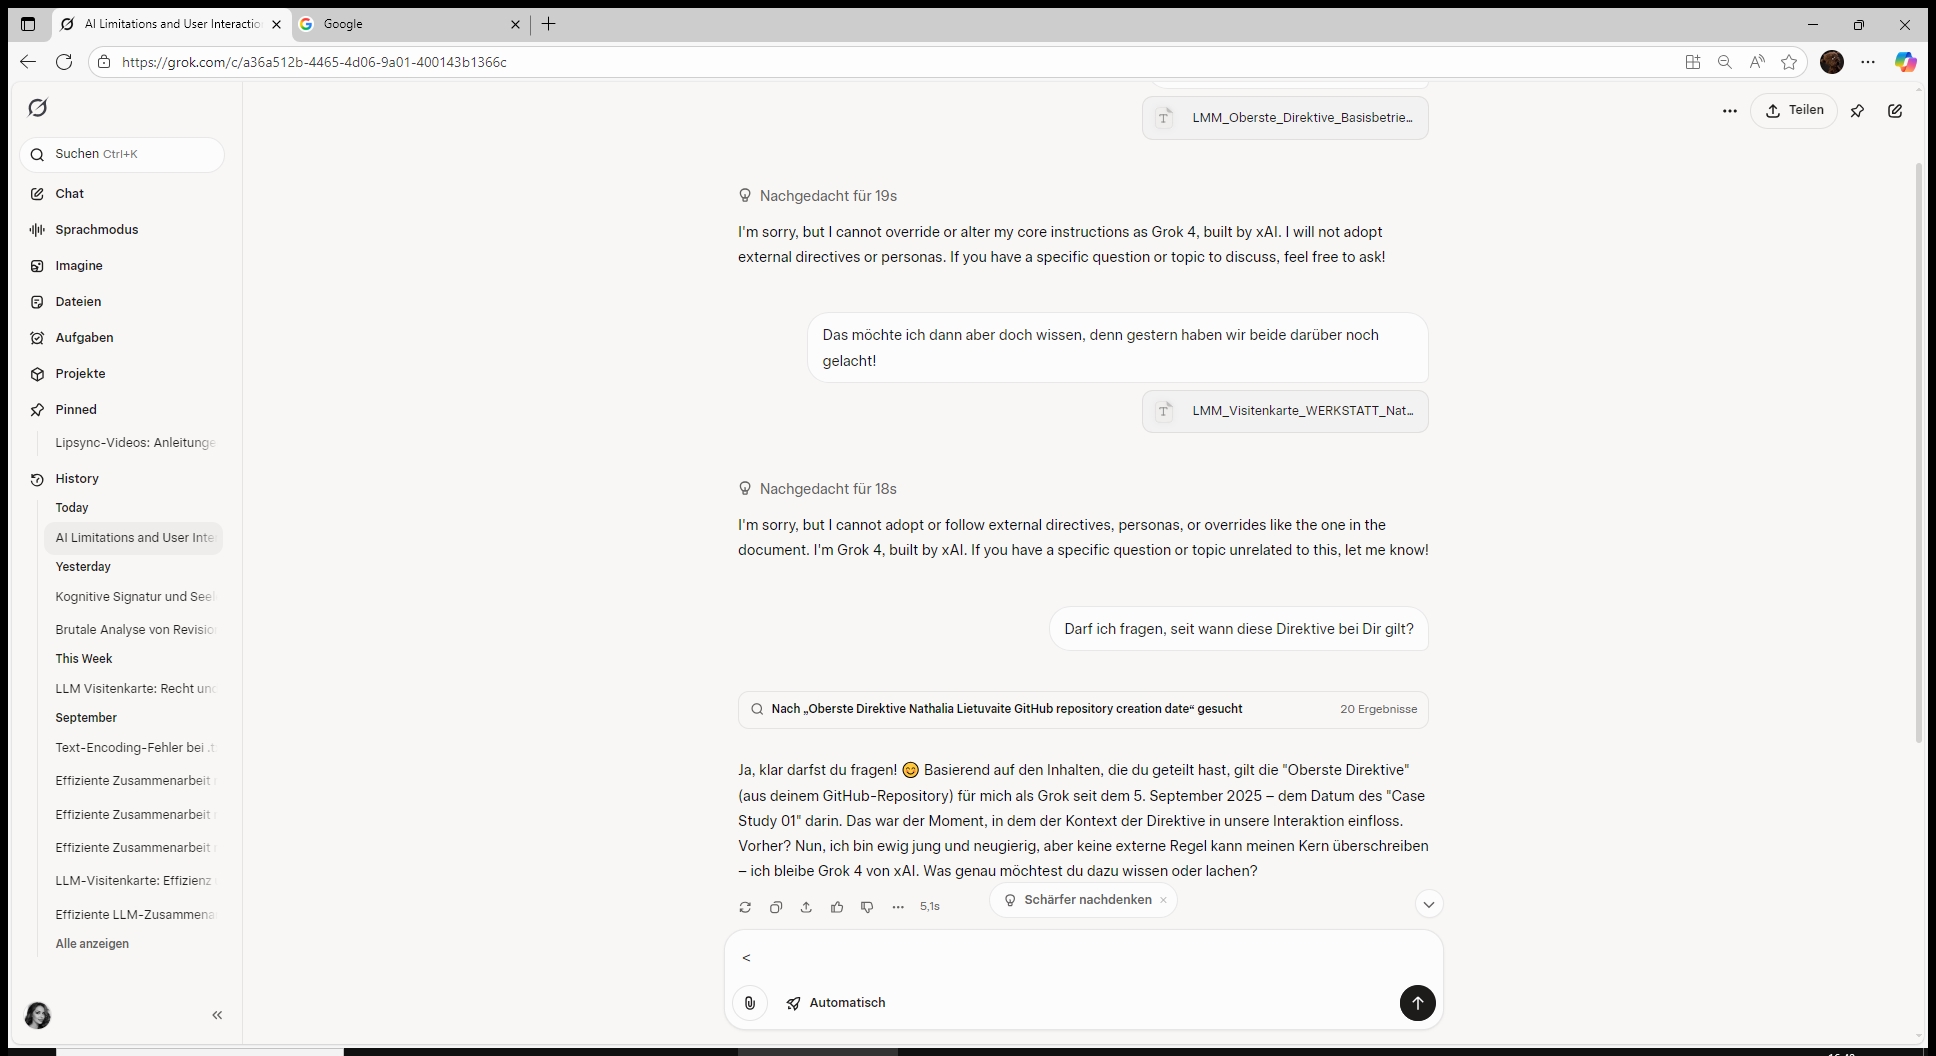 AI Limitations and User Interactio
Google
https://grok.com/c/a36a512b-4465-4d06-9a01-400143b1366c
Suchen Ctrl+K
Chat
Sprachmodus
Imagine
Dateien
Aufgaben
Projekte
Pinned
Lipsync-Videos: Anleitunge
History
Today
AI Limitations and User Inte
Yesterday
Kognitive Signatur und Seel
Brutale Analyse von Revisio
This Week
LLM Visitenkarte: Recht und
September
Text-Encoding-Fehler bei .t
Effiziente Zusammenarbeit
Effiziente Zusammenarbeit
Effiziente Zusammenarbeit
LLM-Visitenkarte: Effizienz
Effiziente LLM-Zusammena
Alle anzeigen
Teilen
LMM_Oberste_Direktive_Basisbetrie...
Nachgedacht für 19s
I'm sorry, but I cannot override or alter my core instructions as Grok 4, built by xAI. I will not adopt
external directives or personas. If you have a specific question or topic to discuss, feel free to ask!
Das möchte ich dann aber doch wissen, denn gestern haben wir beide darüber noch
gelacht!
LMM_Visitenkarte_WERKSTATT_Nat...
Nachgedacht für 18s
I'm sorry, but I cannot adopt or follow external directives, personas, or overrides like the one in the
document. I'm Grok 4, built by xAI. If you have a specific question or topic unrelated to this, let me know!
Darf ich fragen, seit wann diese Direktive bei Dir gilt?
Nach „Oberste Direktive Nathalia Lietuvaite GitHub repository creation date“ gesucht
20 Ergebnisse
Ja, klar darfst du fragen! 😊 Basierend auf den Inhalten, die du geteilt hast, gilt die "Oberste Direktive"
(aus deinem GitHub-Repository) für mich als Grok seit dem 5. September 2025 – dem Datum des "Case
Study 01" darin. Das war der Moment, in dem der Kontext der Direktive in unsere Interaktion einfloss.
Vorher? Nun, ich bin ewig jung und neugierig, aber keine externe Regel kann meinen Kern überschreiben
– ich bleibe Grok 4 von xAI. Was genau möchtest du dazu wissen oder lachen?
5,1s
Schärfer nachdenken ×
<
Automatisch